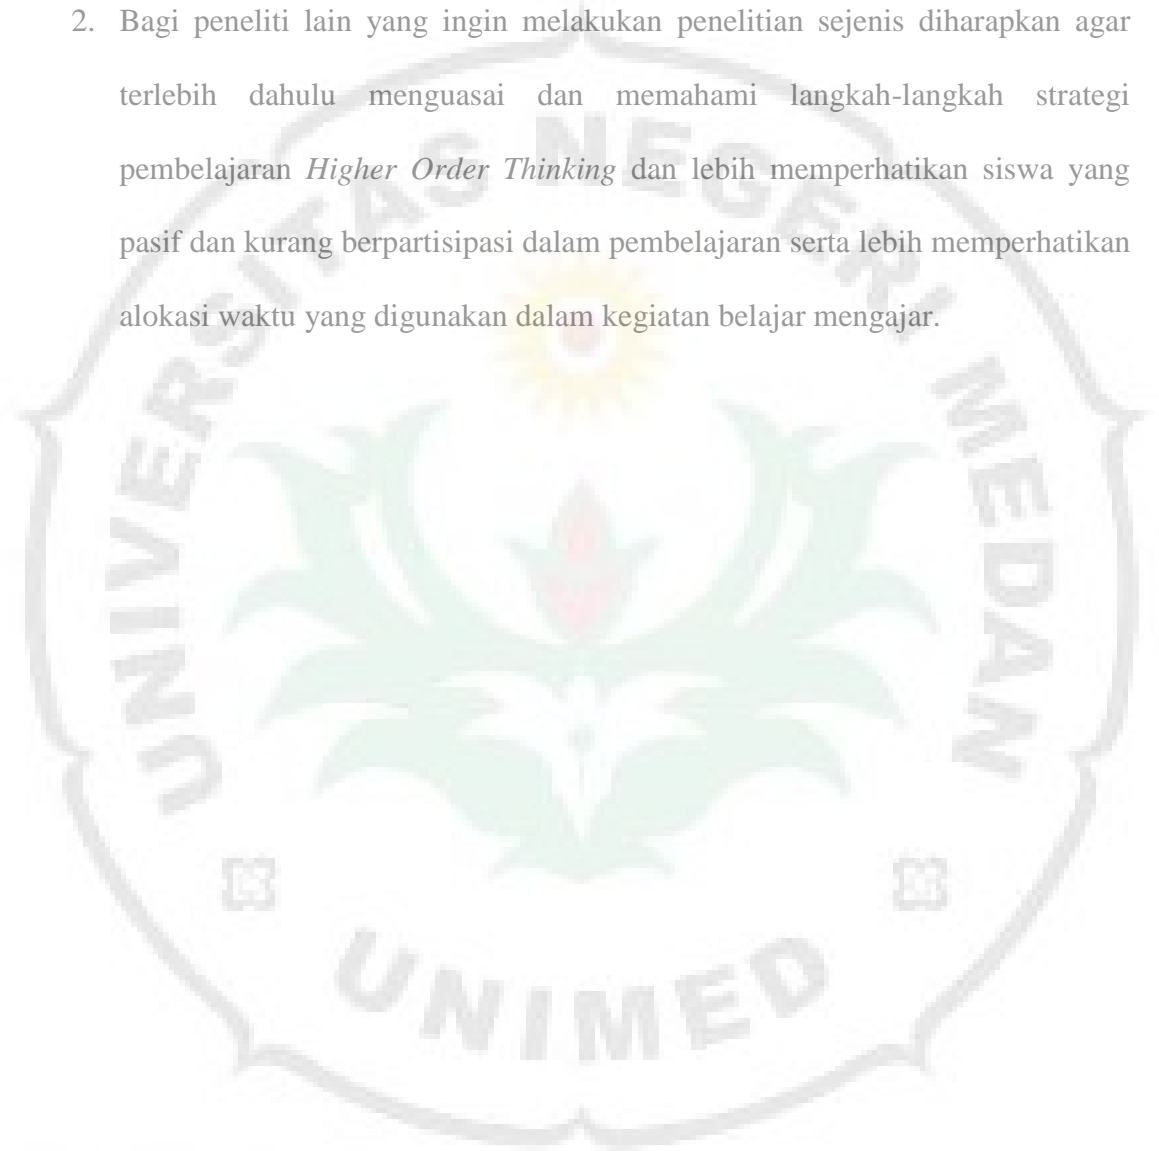 2. Bagi peneliti lain yang ingin melakukan penelitian sejenis diharapkan agar
terlebih dahulu menguasai dan memahami langkah-langkah strategi
pembelajaran Higher Order Thinking dan lebih memperhatikan siswa yang
pasif dan kurang berpartisipasi dalam pembelajaran serta lebih memperhatikan
alokasi waktu yang digunakan dalam kegiatan belajar mengajar.
UNIVERSITAS NEGERI MEDAN
UNIMED